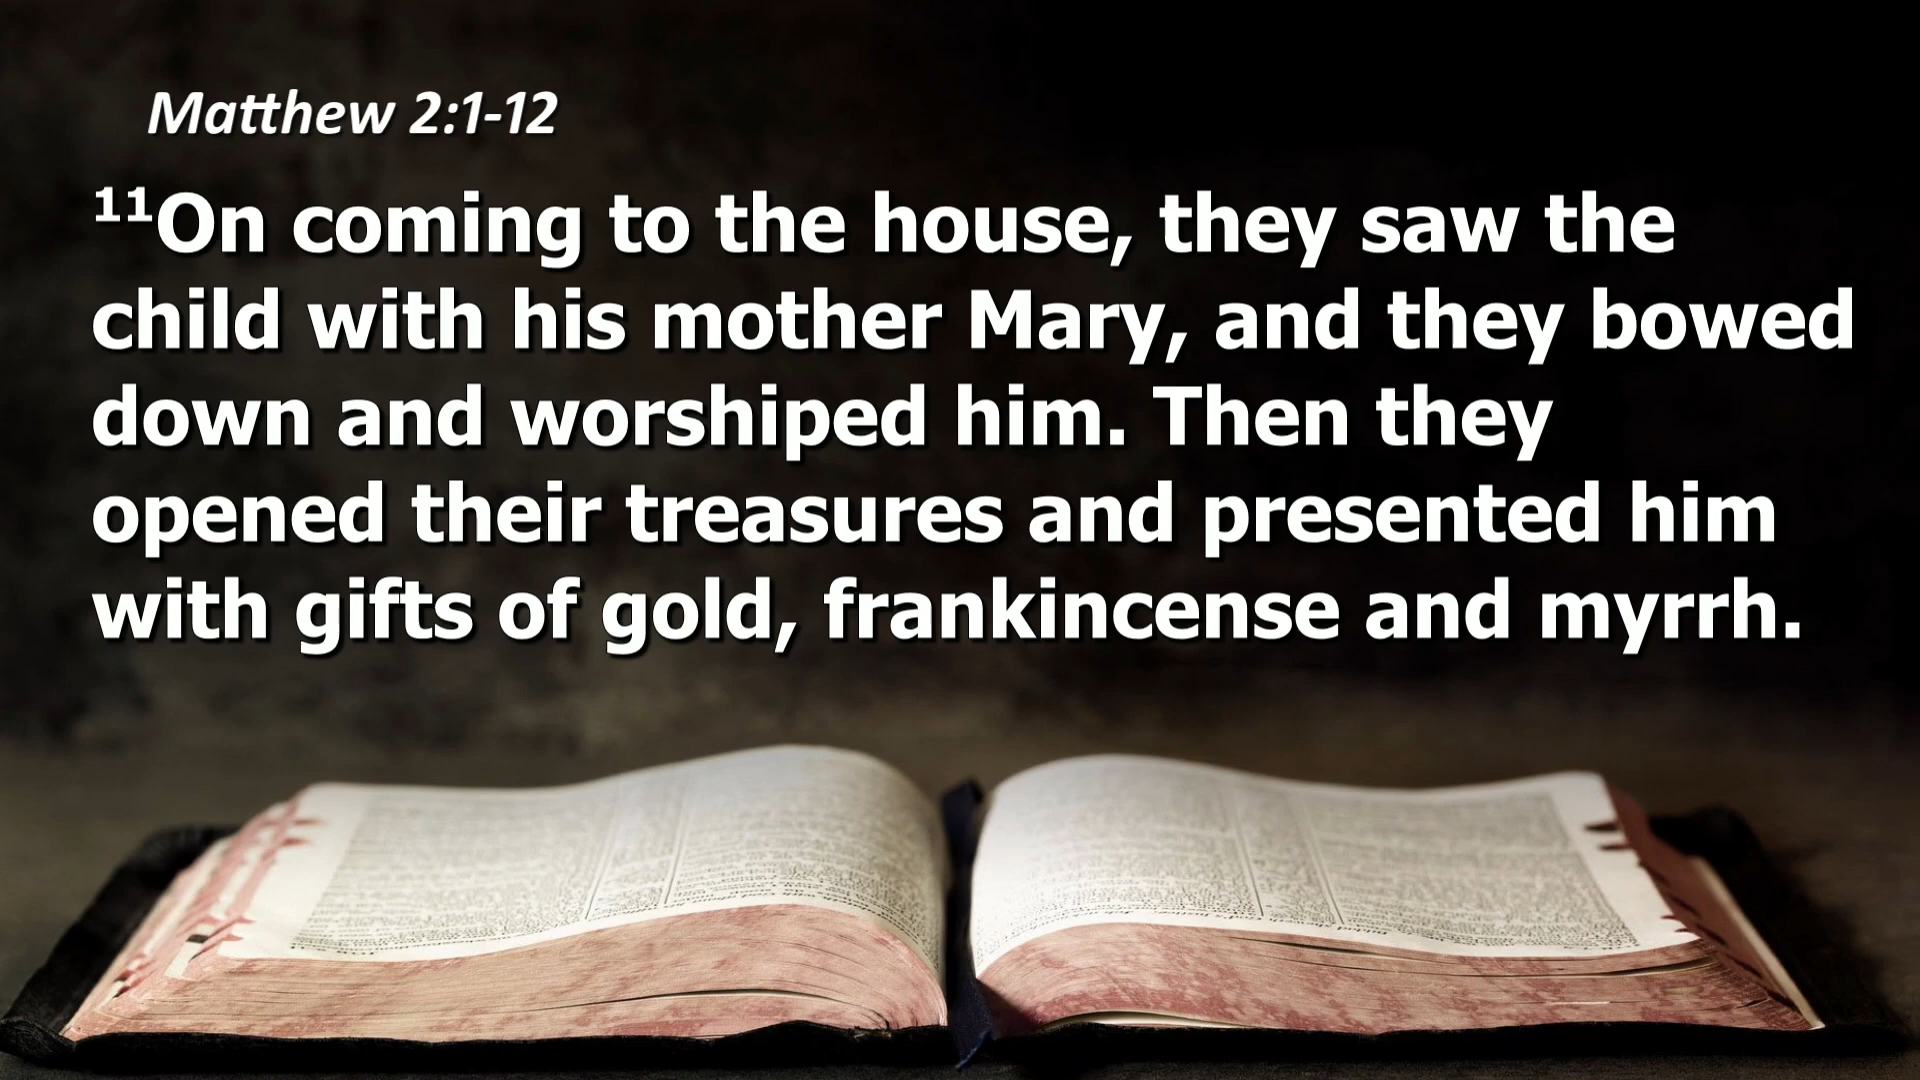 Matthew 2:1-12
¹¹On coming to the house, they saw the
child with his mother Mary, and they bowed
down and worshiped him. Then they
opened their treasures and presented him
with gifts of gold, frankincense and myrrh.